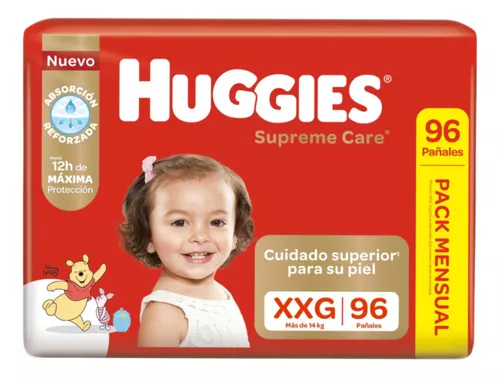 Nuevo
ABSORCIÓN
REFORZADA
12h de
MÁXIMA
Protección
HUGGIES®
Supreme Care®
96
Pañales
PACK MENSUAL
Cuidado superior¹
para su piel
XXG | 96
Más de 14 kg
Pañales